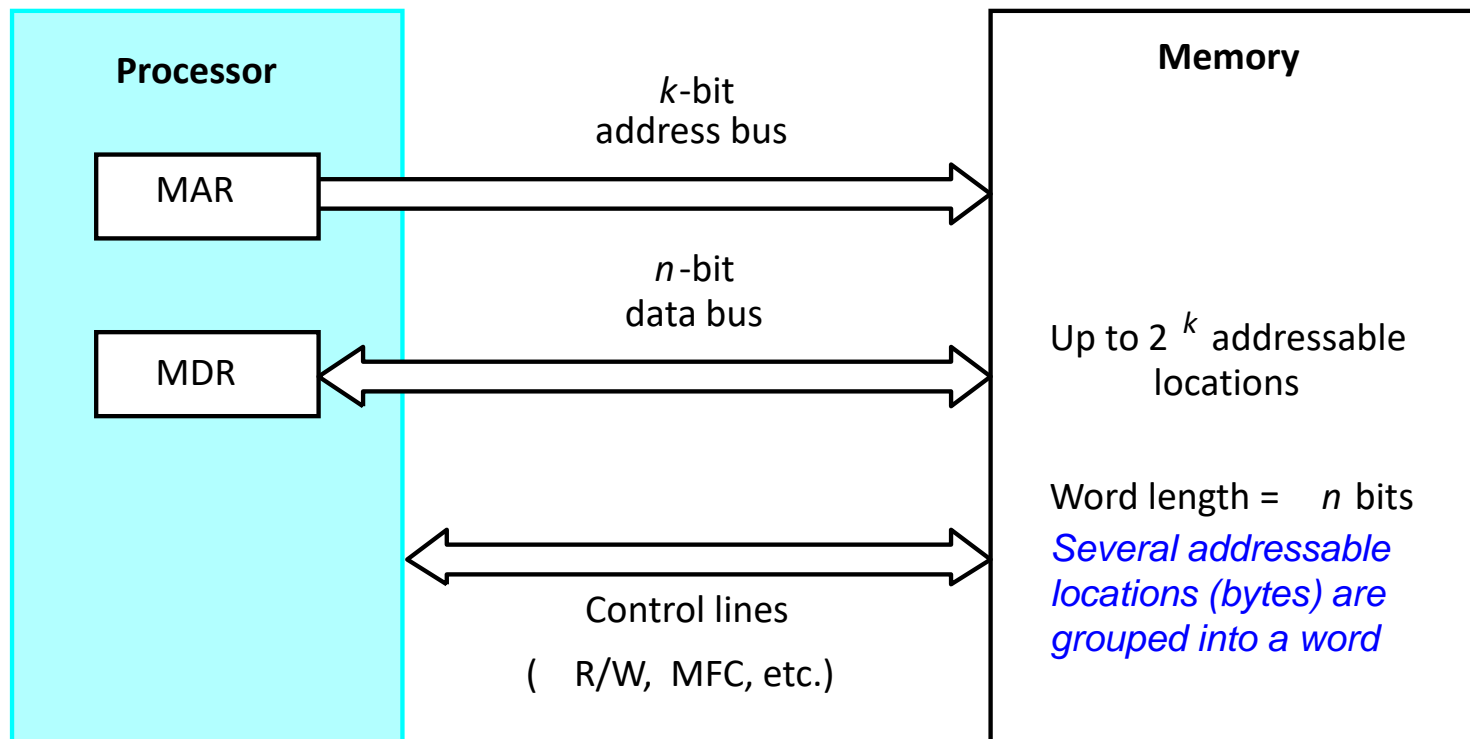 Processor
MAR
MDR
k-bit
address bus
n-bit
data bus
Control lines
( R/W, MFC, etc.)
Memory
Up to 2 k addressable
locations
Word length = n bits
Several addressable
locations (bytes) are
grouped into a word